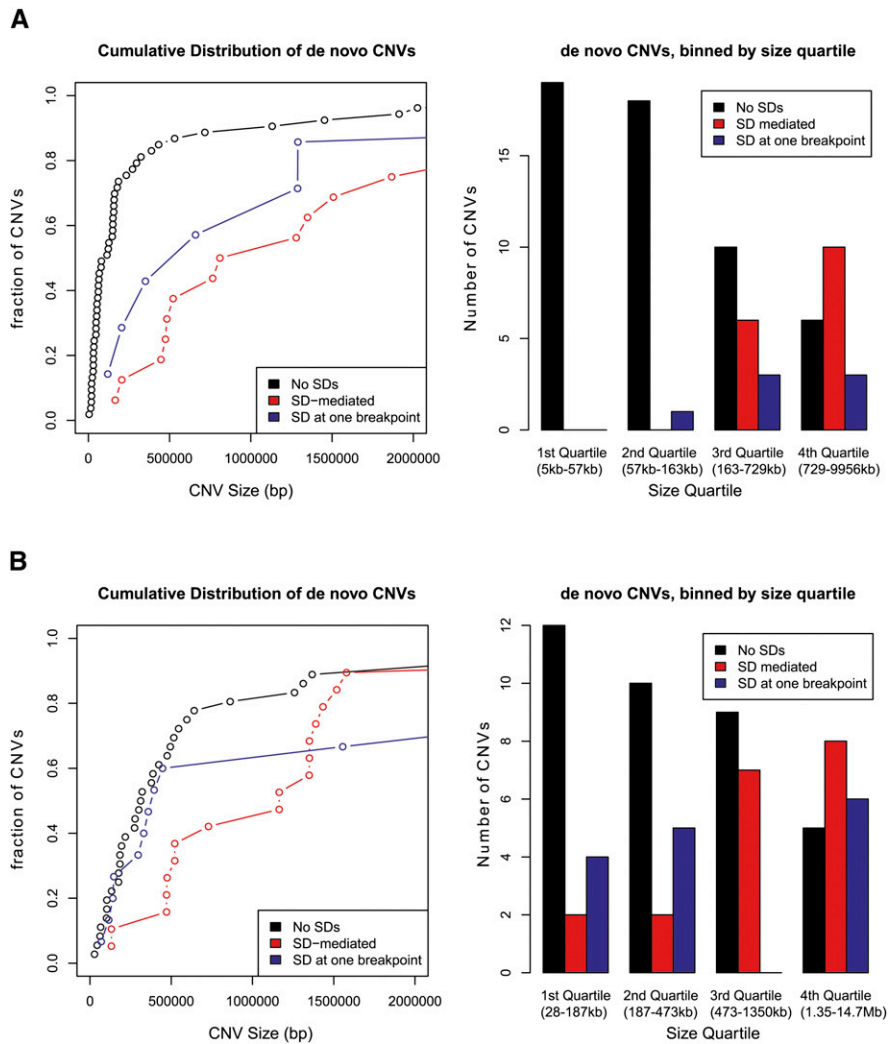 A
Cumulative Distribution of de novo CNVs
fraction of CNVs
1.0
0.8
0.6
0.4
0.2
0.0
No SDs
SD-mediated
SD at one breakpoint
0
500000
1000000
1500000
2000000
CNV Size (bp)
de novo CNVs, binned by size quartile
Number of CNVs
15
10
5
0
No SDs
SD mediated
SD at one breakpoint
1st Quartile
(5kb-57kb)
2nd Quartile
(57kb-163kb)
3rd Quartile
(163-729kb)
4th Quartile
(729-9956kb)
Size Quartile
B
Cumulative Distribution of de novo CNVs
fraction of CNVs
1.0
0.8
0.6
0.4
0.2
0.0
No SDs
SD-mediated
SD at one breakpoint
0
500000
1000000
1500000
2000000
CNV Size (bp)
de novo CNVs, binned by size quartile
Number of CNVs
12
10
8
6
4
2
0
No SDs
SD mediated
SD at one breakpoint
1st Quartile
(28-187kb)
2nd Quartile
(187-473kb)
3rd Quartile
(473-1350kb)
4th Quartile
(1.35-14.7Mb)
Size Quartile